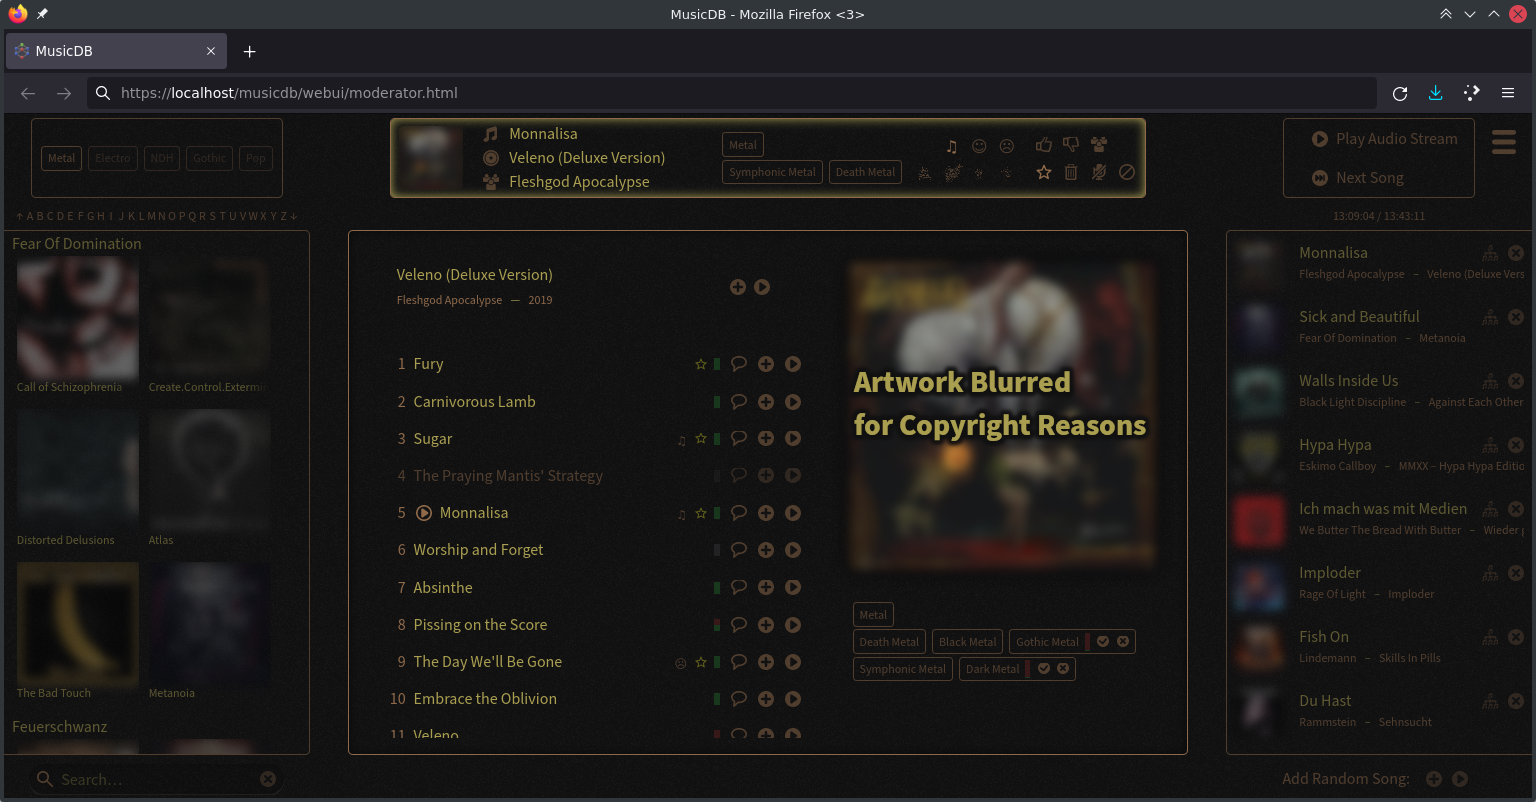 MusicDB - Mozilla Firefox <3>
MusicDB
https://localhost/musicdb/webui/moderator.html
Metal Electro NDH Gothic Pop
Monnalisa
Veleno (Deluxe Version)
Fleshgod Apocalypse
Metal
Symphonic Metal Death Metal
Play Audio Stream
Next Song
↑ A B C D E F G H I J K L M N O P Q R S T U V W X Y Z ↓
13:09:04 / 13:43:11
Fear Of Domination
Call of Schizophrenia Create.Control.Extermi
Distorted Delusions Atlas
The Bad Touch Metanoia
Feuerschwanz
Search…
Veleno (Deluxe Version)
Fleshgod Apocalypse — 2019
1 Fury
2 Carnivorous Lamb
3 Sugar
4 The Praying Mantis' Strategy
5 Monnalisa
6 Worship and Forget
7 Absinthe
8 Pissing on the Score
9 The Day We'll Be Gone
10 Embrace the Oblivion
11 Veleno
Artwork Blurred
for Copyright Reasons
Metal
Death Metal Black Metal Gothic Metal
Symphonic Metal Dark Metal
Monnalisa
Fleshgod Apocalypse – Veleno (Deluxe Vers
Sick and Beautiful
Fear Of Domination – Metanoia
Walls Inside Us
Black Light Discipline – Against Each Other
Hypa Hypa
Eskimo Callboy – MMXX – Hypa Hypa Editio
Ich mach was mit Medien
We Butter The Bread With Butter – Wieder
Imploder
Rage Of Light – Imploder
Fish On
Lindemann – Skills In Pills
Du Hast
Rammstein – Sehnsucht
Add Random Song: